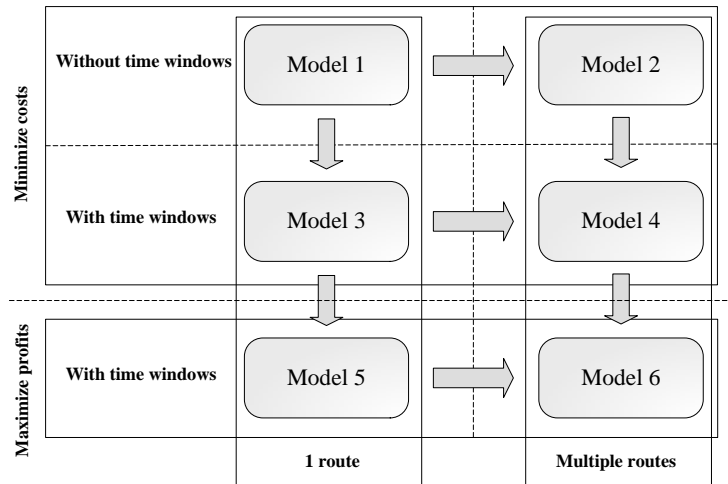 Minimize costs
Without time windows
Model 1
Model 2
With time windows
Model 3
Model 4
Maximize profits
With time windows
Model 5
Model 6
1 route
Multiple routes